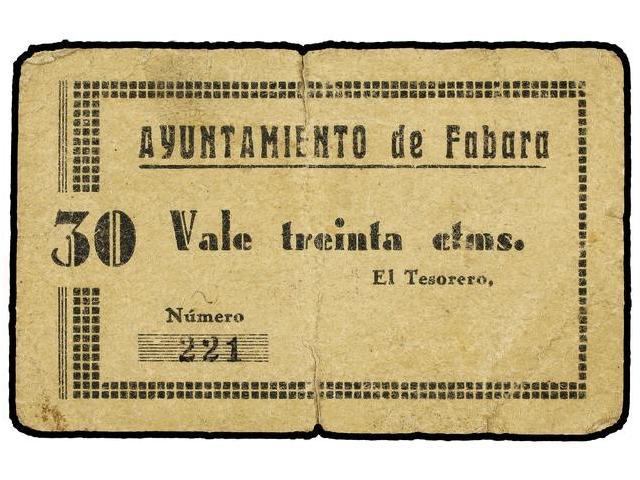 AYUNTAMIENTO de Fabara
30 Vale treinta ctms.
El Tesorero,
Número
221